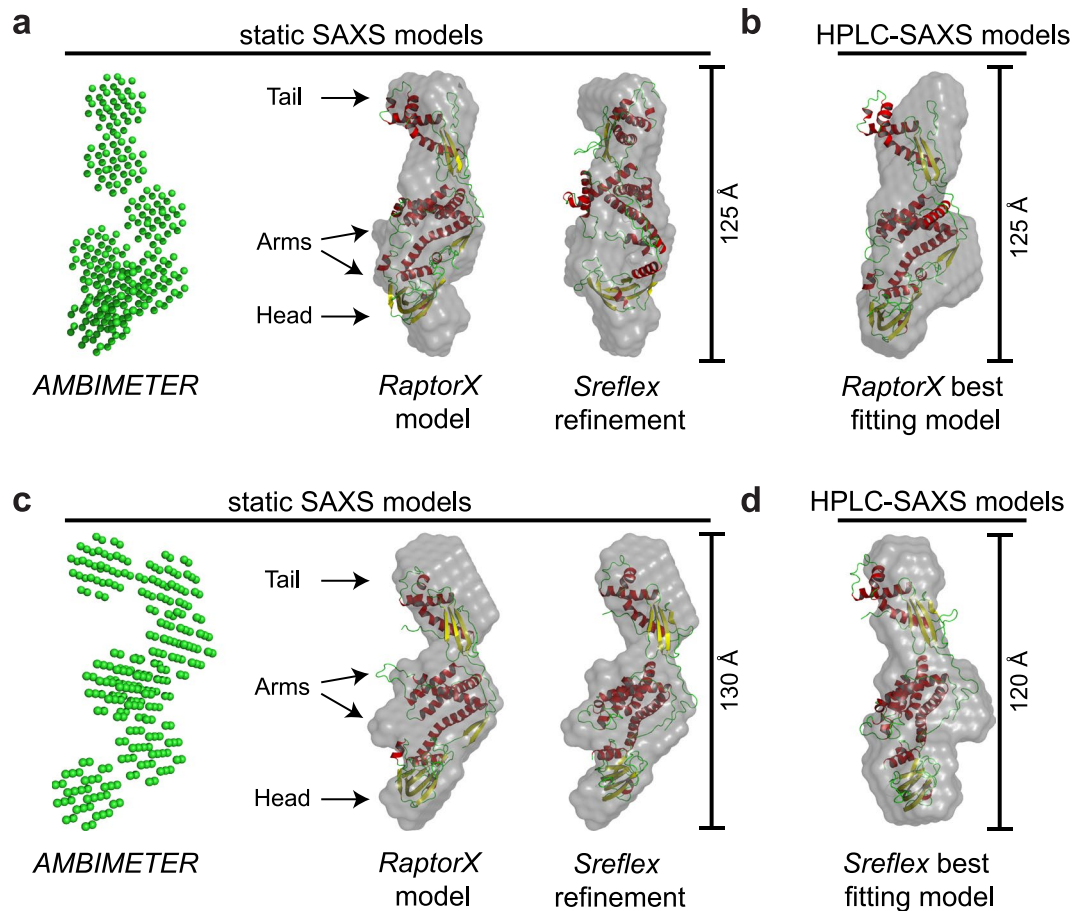 a
static SAXS models
b
HPLC-SAXS models
Tail
Arms
Head
125 Å
125 Å
AMBIMETER
RaptorX
model
Sreflex
refinement
RaptorX best
fitting model
c
static SAXS models
d
HPLC-SAXS models
Tail
Arms
Head
130 Å
120 Å
AMBIMETER
RaptorX
model
Sreflex
refinement
Sreflex best
fitting model